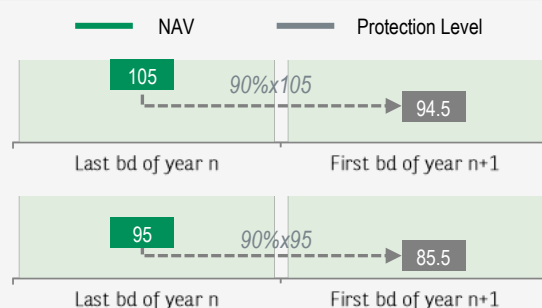 NAV Protection Level
105
90%x105
94.5
Last bd of year n First bd of year n+1
95
90%x95
85.5
Last bd of year n First bd of year n+1